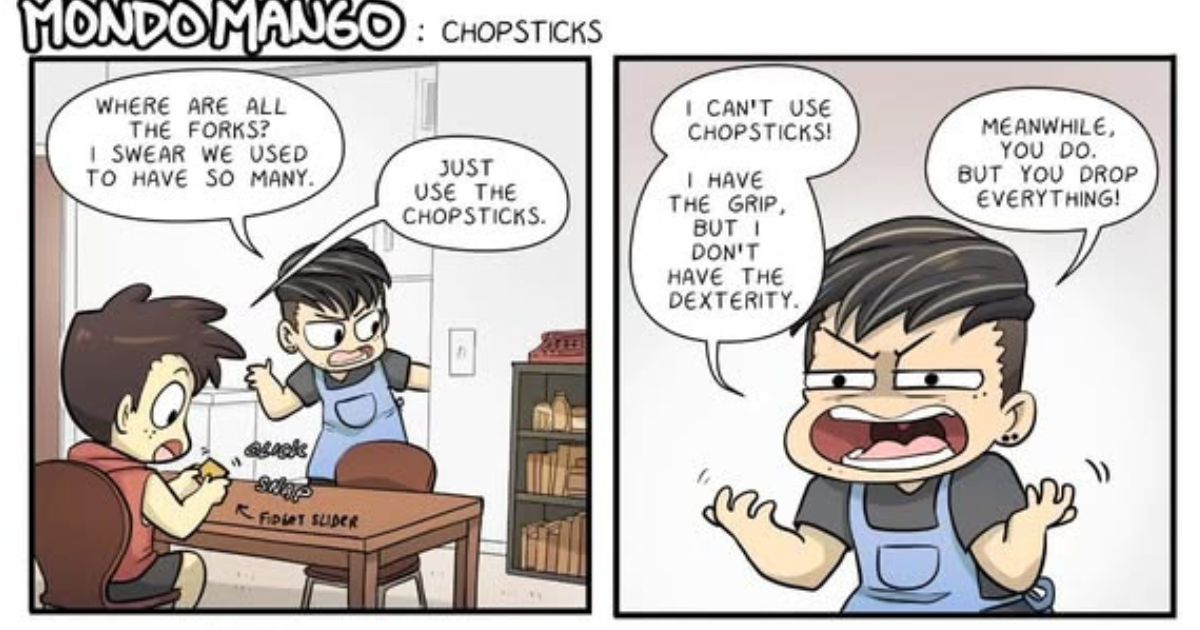 MONDO MANGO : CHOPSTICKS
WHERE ARE ALL
THE FORKS?
I SWEAR WE USED
TO HAVE SO MANY.
JUST
USE THE
CHOPSTICKS.
CLICK
SNAP
FIDGET SLIDER
I CAN'T USE
CHOPSTICKS!
I HAVE
THE GRIP,
BUT I
DON'T
HAVE THE
DEXTERITY.
MEANWHILE,
YOU DO.
BUT YOU DROP
EVERYTHING!